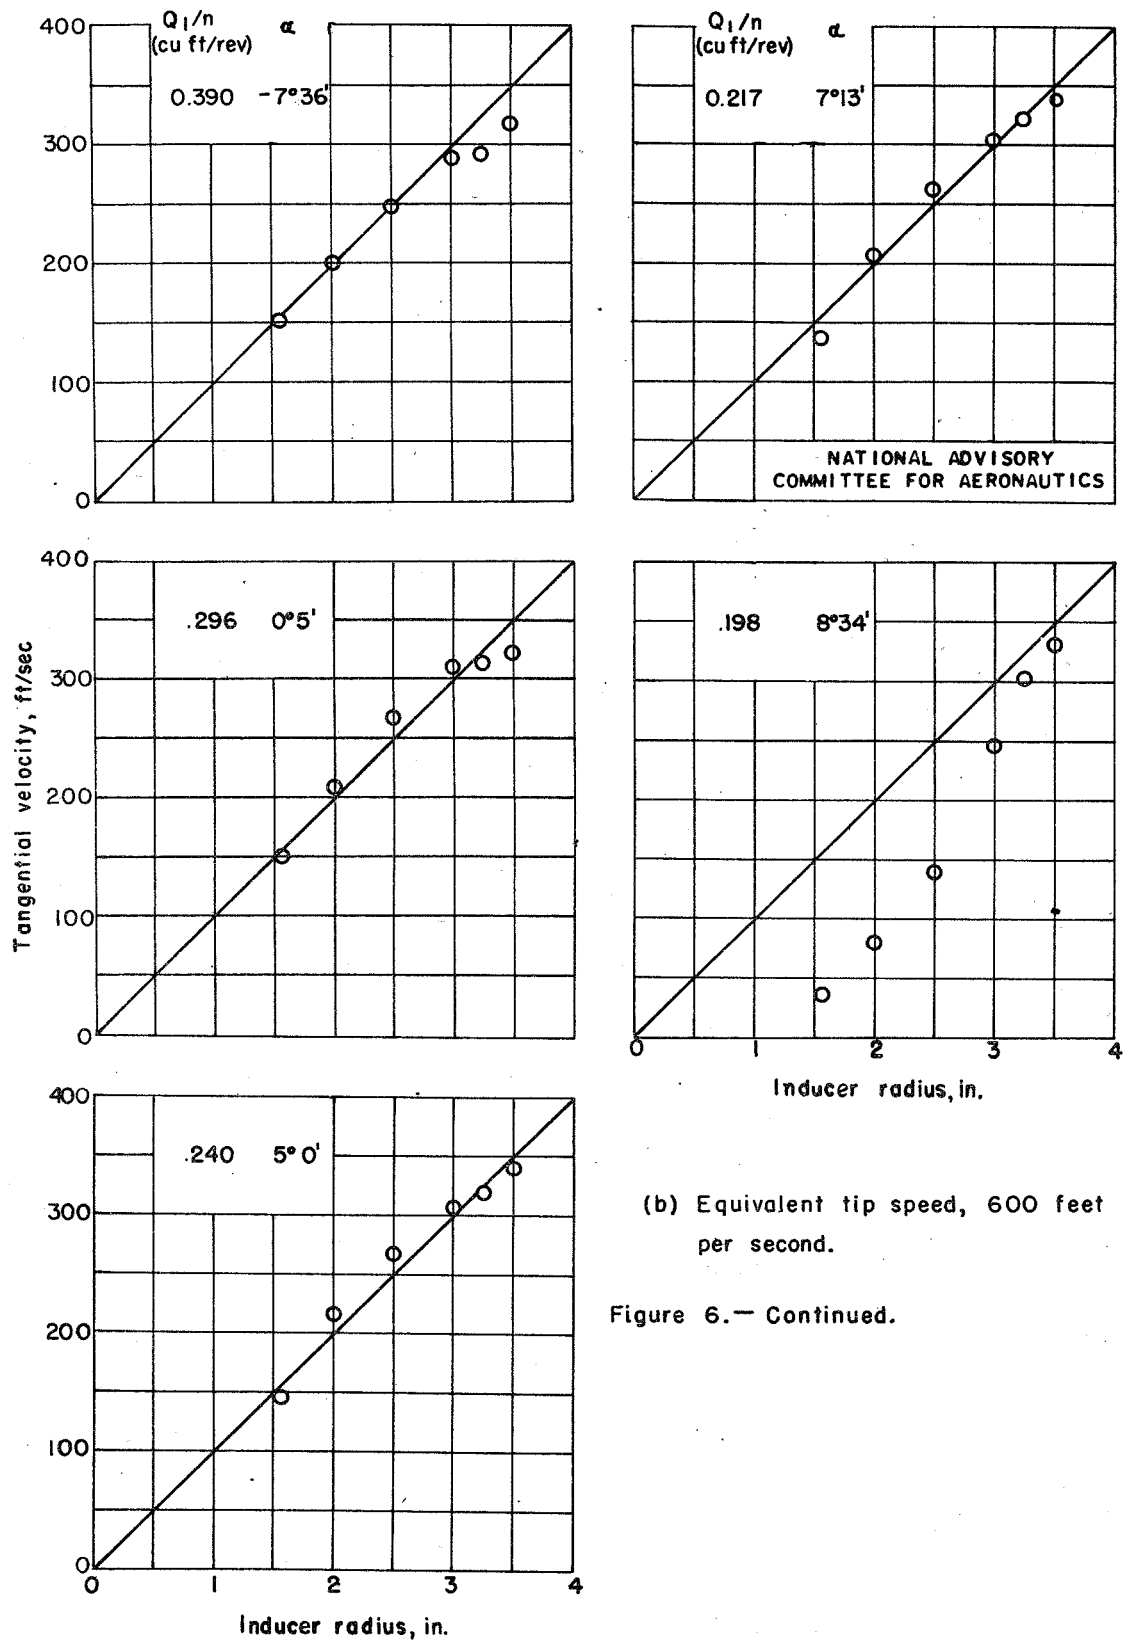 Q₁/n α
(cu ft/rev)
0.390 -7°36'
400
300
200
100
0
Q₁/n α
(cu ft/rev)
0.217 7°13'
NATIONAL ADVISORY
COMMITTEE FOR AERONAUTICS
Tangential velocity, ft/sec
.296 0°5'
400
300
200
100
0
.198 8°34'
0 1 2 3 4
Inducer radius, in.
.240 5°0'
400
300
200
100
0
0 1 2 3 4
Inducer radius, in.
(b) Equivalent tip speed, 600 feet
per second.
Figure 6.— Continued.